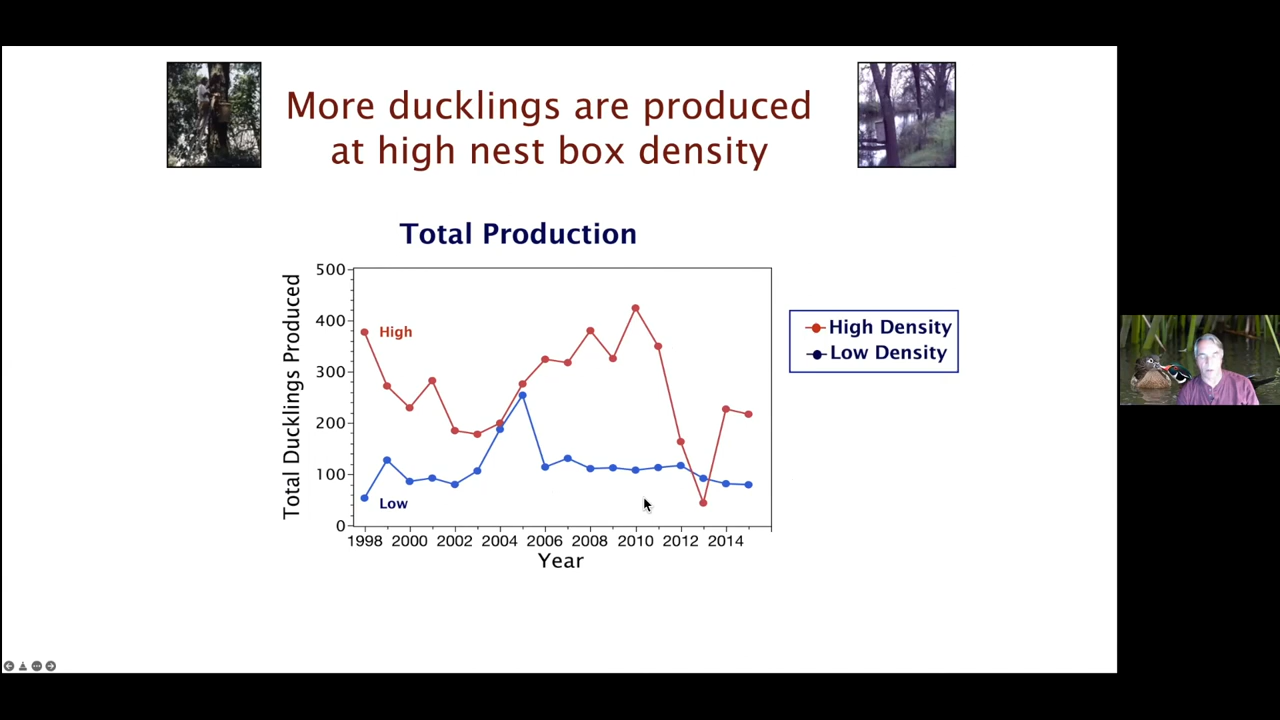 More ducklings are produced
at high nest box density
Total Production
Total Ducklings Produced
500
400
300
200
100
0
High
Low
1998 2000 2002 2004 2006 2008 2010 2012 2014
Year
High Density
Low Density